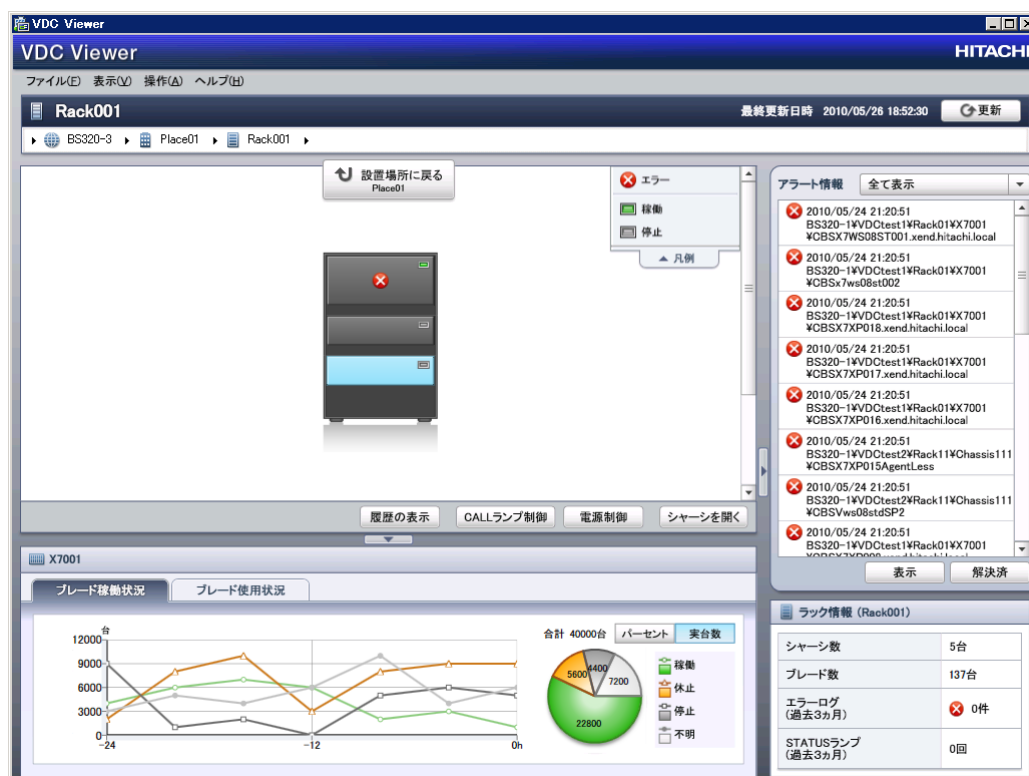 VDC Viewer
VDC Viewer
HITACHI
ファイル(F) 表示(V) 操作(A) ヘルプ(H)
Rack001
最終更新日時 2010/05/26 18:52:30
更新
BS320-3
Place01
Rack001
設置場所に戻る
Place01
エラー
稼働
停止
凡例
履歴の表示
CALLランプ制御
電源制御
シャーシを開く
アラート情報
全て表示
2010/05/24 21:20:51
BS320-1¥VDCtest1¥Rack01¥X7001
¥CBSX7WS08ST001.xend.hitachi.local
2010/05/24 21:20:51
BS320-1¥VDCtest1¥Rack01¥X7001
¥CBSx7ws08st002
2010/05/24 21:20:51
BS320-1¥VDCtest1¥Rack01¥X7001
¥CBSX7XP018.xend.hitachi.local
2010/05/24 21:20:51
BS320-1¥VDCtest1¥Rack01¥X7001
¥CBSX7XP017.xend.hitachi.local
2010/05/24 21:20:51
BS320-1¥VDCtest1¥Rack01¥X7001
¥CBSX7XP016.xend.hitachi.local
2010/05/24 21:20:51
BS320-1¥VDCtest2¥Rack11¥Chassis111
¥CBSX7XP015AgentLess
2010/05/24 21:20:51
BS320-1¥VDCtest2¥Rack11¥Chassis111
¥CBSVws08stdSP2
2010/05/24 21:20:51
BS320-1¥VDCtest1¥Rack01¥X7001
表示
解決済
X7001
ブレード稼働状況
ブレード使用状況
台
12000
9000
6000
3000
0
-24
-12
0h
合計 40000台
パーセント
実台数
5600
4400
7200
22800
稼働
休止
停止
不明
ラック情報 (Rack001)
シャーシ数
5台
ブレード数
137台
エラーログ
(過去3ヵ月)
0件
STATUSランプ
(過去3ヵ月)
0回